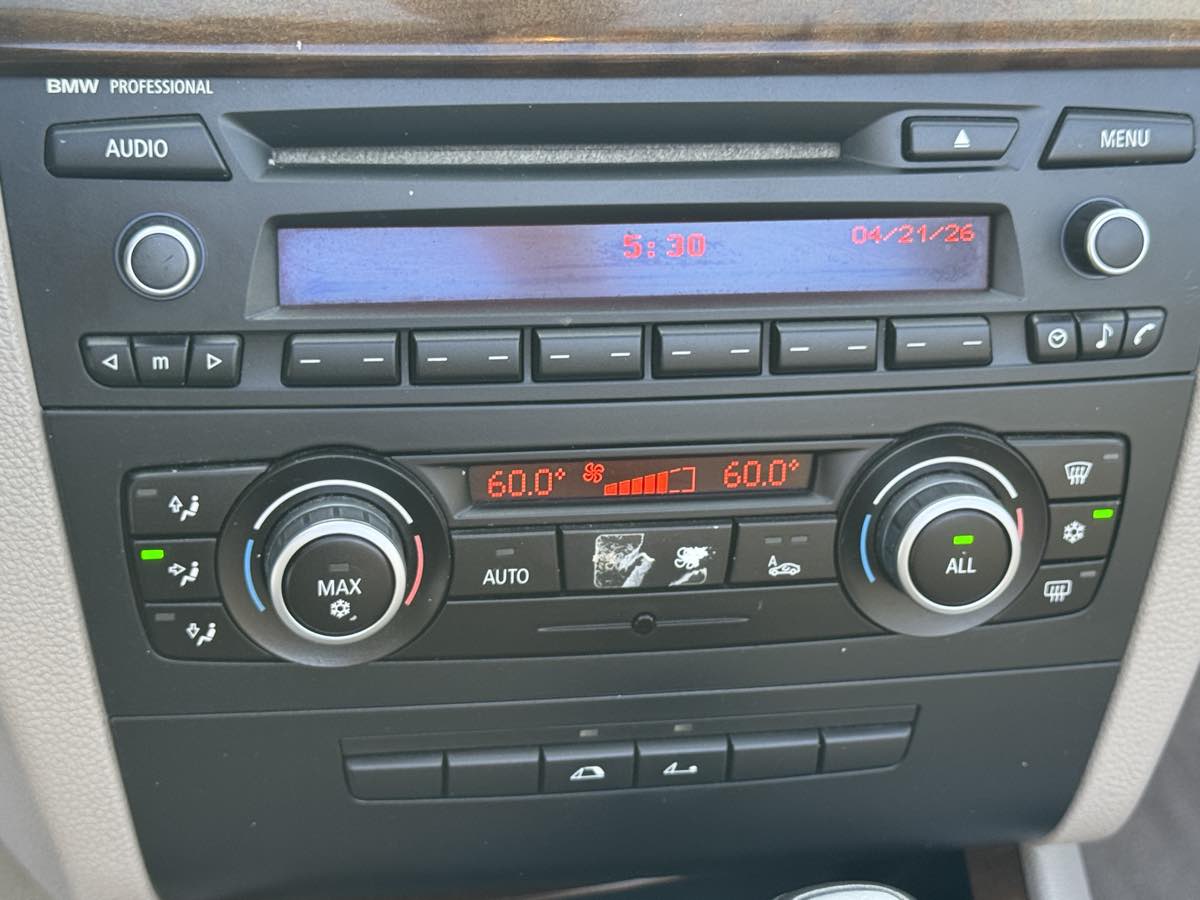 BMW PROFESSIONAL
AUDIO
MENU
5:30
04/21/26
m
60.0°
60.0°
MAX
AUTO
A
ALL